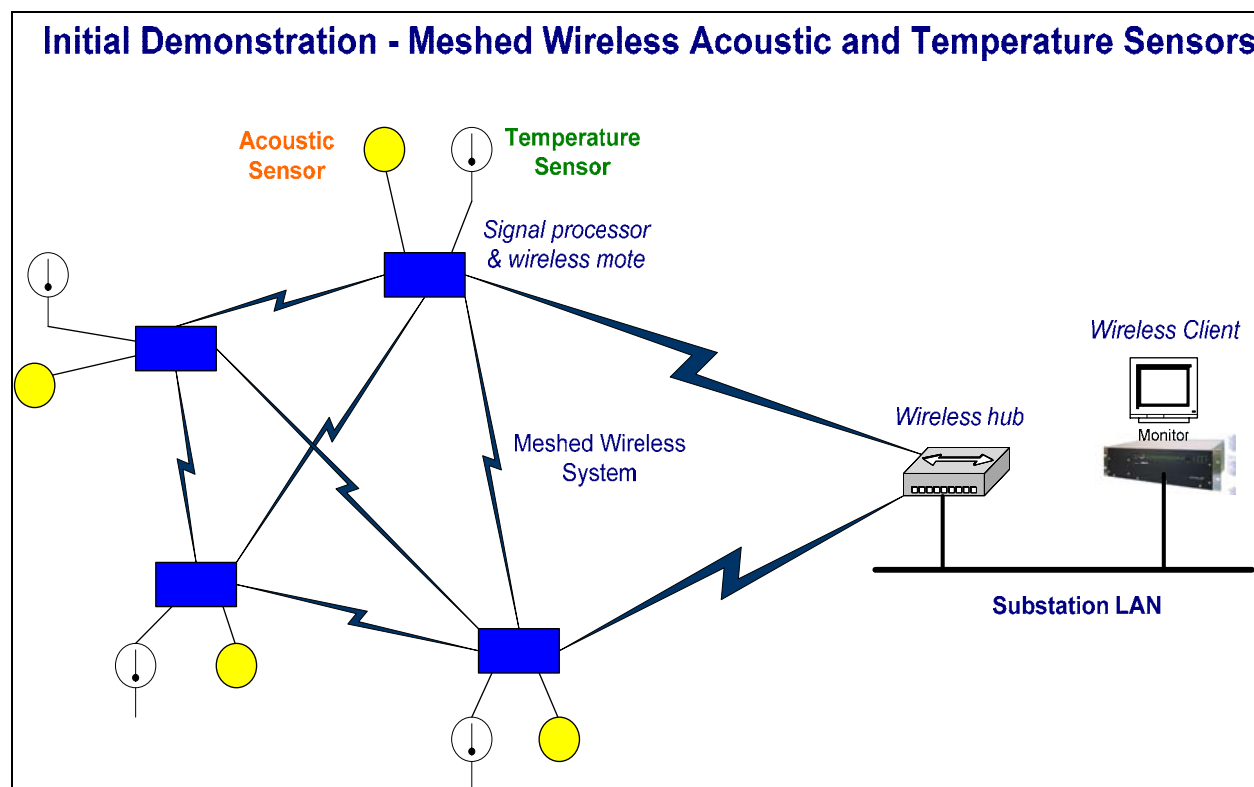 Initial Demonstration - Meshed Wireless Acoustic and Temperature Sensors
Acoustic
Sensor
Temperature
Sensor
Signal processor
& wireless mote
Wireless Client
Monitor
Wireless hub
Meshed Wireless
System
Substation LAN